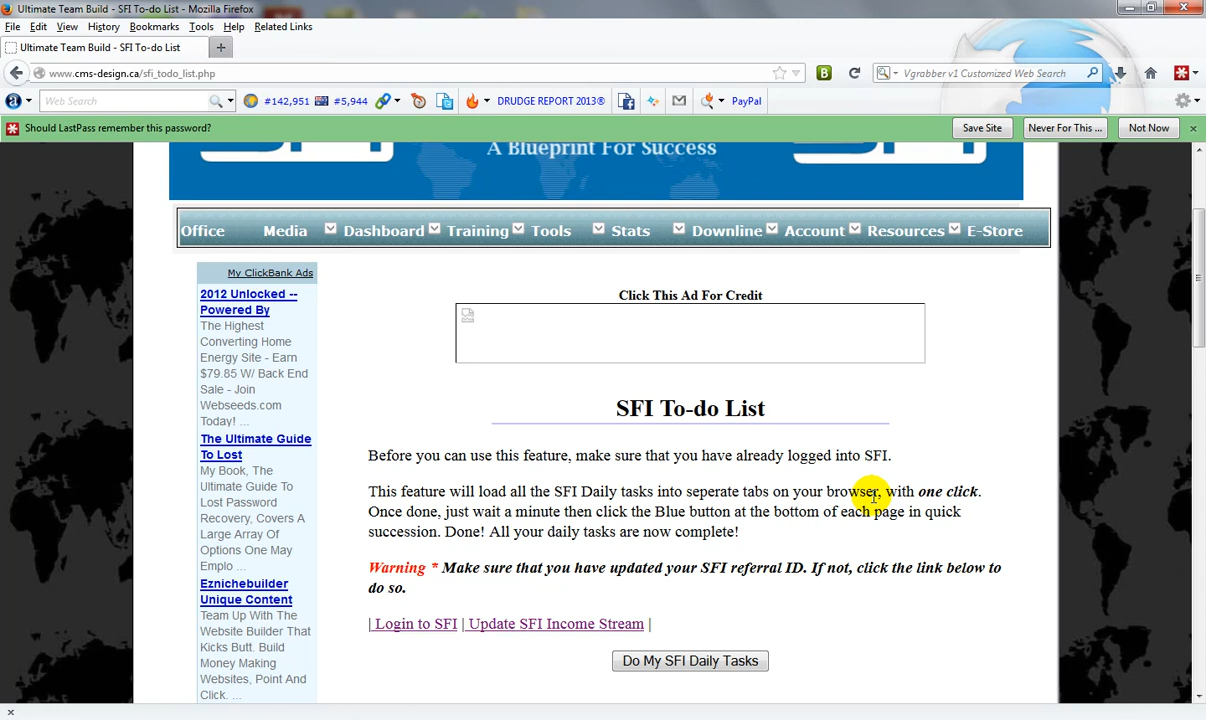 Ultimate Team Build - SFI To-do List - Mozilla Firefox
File Edit View History Bookmarks Tools Help Related Links
Ultimate Team Build - SFI To-do List
www.cms-design.ca/sfi_todo_list.php
Vgrabber v1 Customized Web Search
Web Search #142,951 #5,944 DRUDGE REPORT 2013® PayPal
Should LastPass remember this password? Save Site Never For This ... Not Now
A Blueprint For Success
Office Media Dashboard Training Tools Stats Downline Account Resources E-Store
My ClickBank Ads
2012 Unlocked --
Powered By
The Highest
Converting Home
Energy Site - Earn
$79.85 W/ Back End
Sale - Join
Webseeds.com
Today! ...
The Ultimate Guide
To Lost
My Book, The
Ultimate Guide To
Lost Password
Recovery, Covers A
Large Array Of
Options One May
Emplo ...
Eznichebuilder
Unique Content
Team Up With The
Website Builder That
Kicks Butt. Build
Money Making
Websites, Point And
Click. ...
Click This Ad For Credit
SFI To-do List
Before you can use this feature, make sure that you have already logged into SFI.
This feature will load all the SFI Daily tasks into seperate tabs on your browser, with one click.
Once done, just wait a minute then click the Blue button at the bottom of each page in quick
succession. Done! All your daily tasks are now complete!
Warning * Make sure that you have updated your SFI referral ID. If not, click the link below to
do so.
| Login to SFI | Update SFI Income Stream |
Do My SFI Daily Tasks